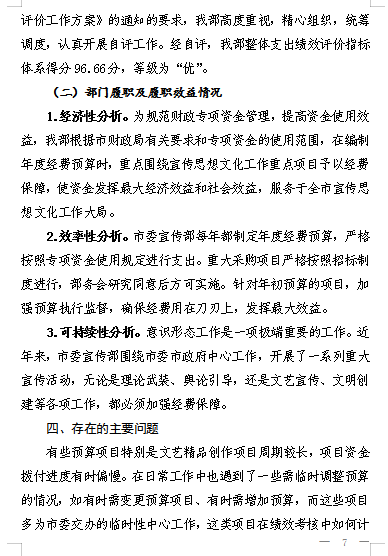 评价工作方案》的通知的要求，我部高度重视，精心组织，统筹
调度，认真开展自评工作。经自评，我部整体支出绩效评价指标
体系得分 96.66 分，等级为“优”。
（二）部门履职及履职效益情况
1.经济性分析。为规范财政专项资金管理，提高资金使用效
益，我部根据市财政局有关要求和专项资金的使用范围，在编制
年度经费预算时，重点围绕宣传思想文化工作重点项目予以经费
保障，使资金发挥最大经济效益和社会效益，服务于全市宣传思
想文化工作大局。
2.效率性分析。市委宣传部每年都制定年度经费预算，严格
按照专项资金使用规定进行支出。重大采购项目严格按照招标制
度进行，部务会研究同意后方可实施。针对年初预算的项目，加
强预算执行监督，确保经费用在刀刃上，发挥最大效益。
3.可持续性分析。意识形态工作是一项极端重要的工作。近
年来，市委宣传部围绕市委市政府中心工作，开展了一系列重大
宣传活动，无论是理论武装、舆论引导，还是文艺宣传、文明创
建等各项工作，都必须加强经费保障。
四、存在的主要问题
有些预算项目特别是文艺精品创作项目周期较长，项目资金
拨付进度有时偏慢。在日常工作中也遇到了一些需临时调整预算
的情况，如有时需变更预算项目、有时需增加预算，而这些项目
多为市委交办的临时性中心工作，这类项目在绩效考核中如何计
— 7